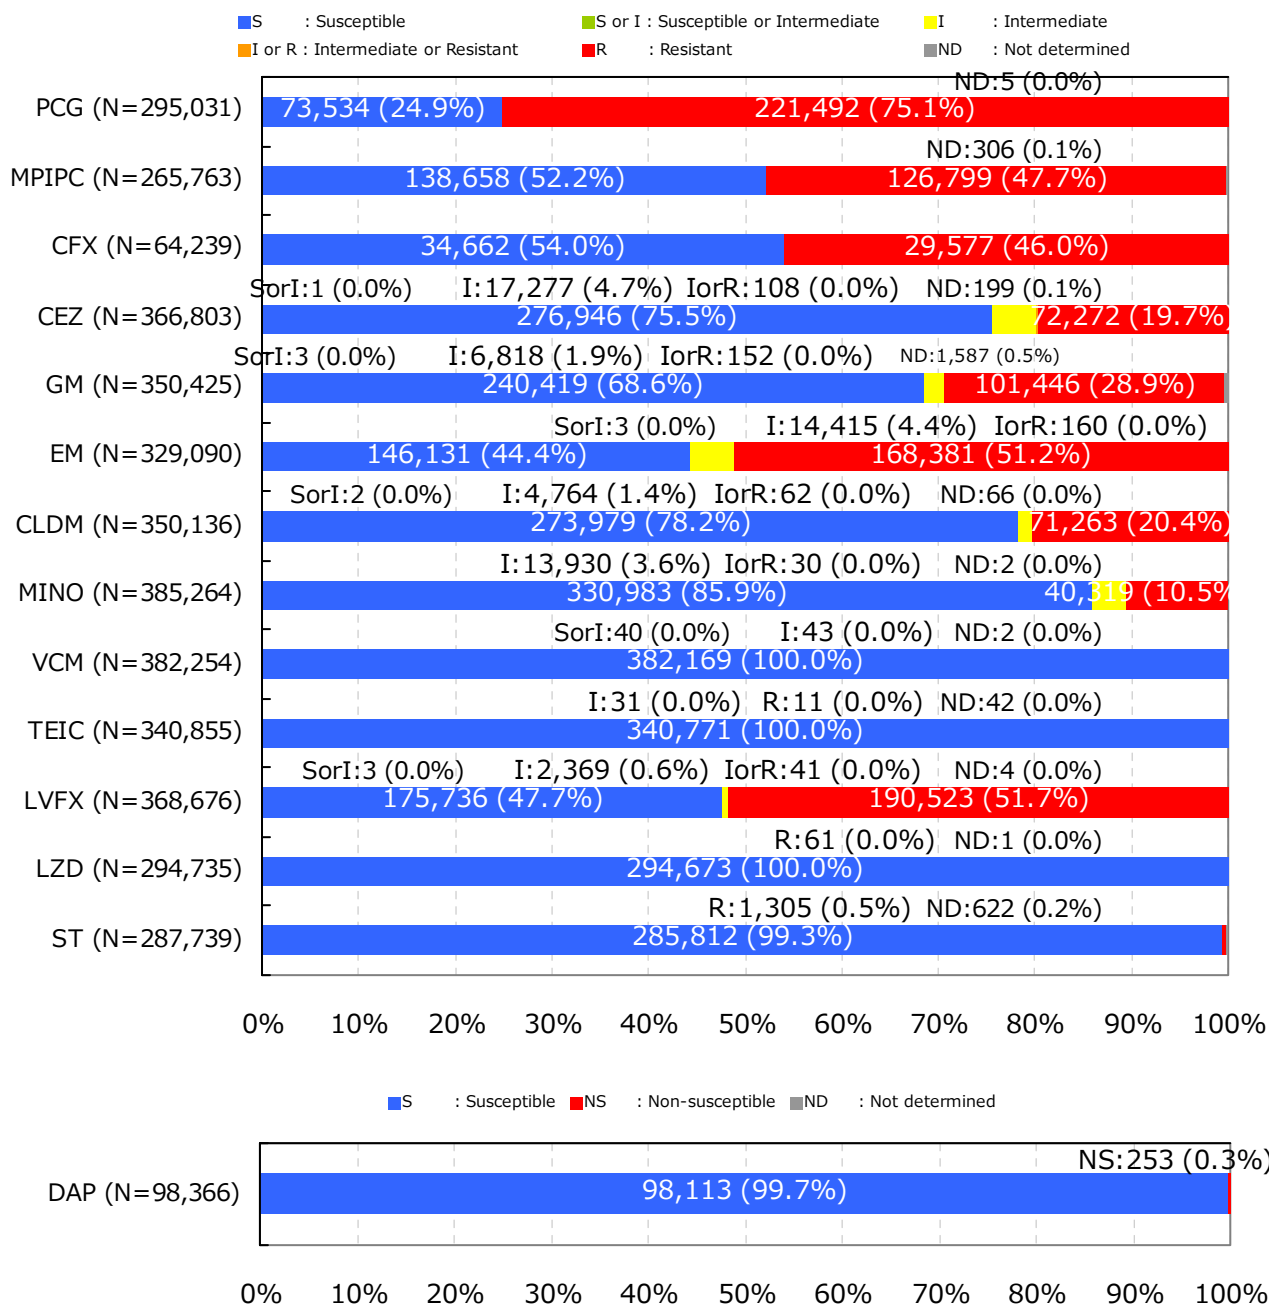 S : Susceptible S or I : Susceptible or Intermediate I : Intermediate
I or R : Intermediate or Resistant R : Resistant ND : Not determined
ND:5 (0.0%)
PCG (N=295,031) 73,534 (24.9%) 221,492 (75.1%)
ND:306 (0.1%)
MPIPC (N=265,763) 138,658 (52.2%) 126,799 (47.7%)
CFX (N=64,239) 34,662 (54.0%) 29,577 (46.0%)
SorI:1 (0.0%) I:17,277 (4.7%) IorR:108 (0.0%) ND:199 (0.1%)
CEZ (N=366,803) 276,946 (75.5%) 72,272 (19.7%)
SorI:3 (0.0%) I:6,818 (1.9%) IorR:152 (0.0%) ND:1,587 (0.5%)
GM (N=350,425) 240,419 (68.6%) 101,446 (28.9%)
SorI:3 (0.0%) I:14,415 (4.4%) IorR:160 (0.0%)
EM (N=329,090) 146,131 (44.4%) 168,381 (51.2%)
SorI:2 (0.0%) I:4,764 (1.4%) IorR:62 (0.0%) ND:66 (0.0%)
CLDM (N=350,136) 273,979 (78.2%) 71,263 (20.4%)
I:13,930 (3.6%) IorR:30 (0.0%) ND:2 (0.0%)
MINO (N=385,264) 330,983 (85.9%) 40,319 (10.5%
SorI:40 (0.0%) I:43 (0.0%) ND:2 (0.0%)
VCM (N=382,254) 382,169 (100.0%)
I:31 (0.0%) R:11 (0.0%) ND:42 (0.0%)
TEIC (N=340,855) 340,771 (100.0%)
SorI:3 (0.0%) I:2,369 (0.6%) IorR:41 (0.0%) ND:4 (0.0%)
LVFX (N=368,676) 175,736 (47.7%) 190,523 (51.7%)
R:61 (0.0%) ND:1 (0.0%)
LZD (N=294,735) 294,673 (100.0%)
R:1,305 (0.5%) ND:622 (0.2%)
ST (N=287,739) 285,812 (99.3%)
0% 10% 20% 30% 40% 50% 60% 70% 80% 90% 100%
S : Susceptible NS : Non-susceptible ND : Not determined
NS:253 (0.3%)
DAP (N=98,366) 98,113 (99.7%)
0% 10% 20% 30% 40% 50% 60% 70% 80% 90% 100%